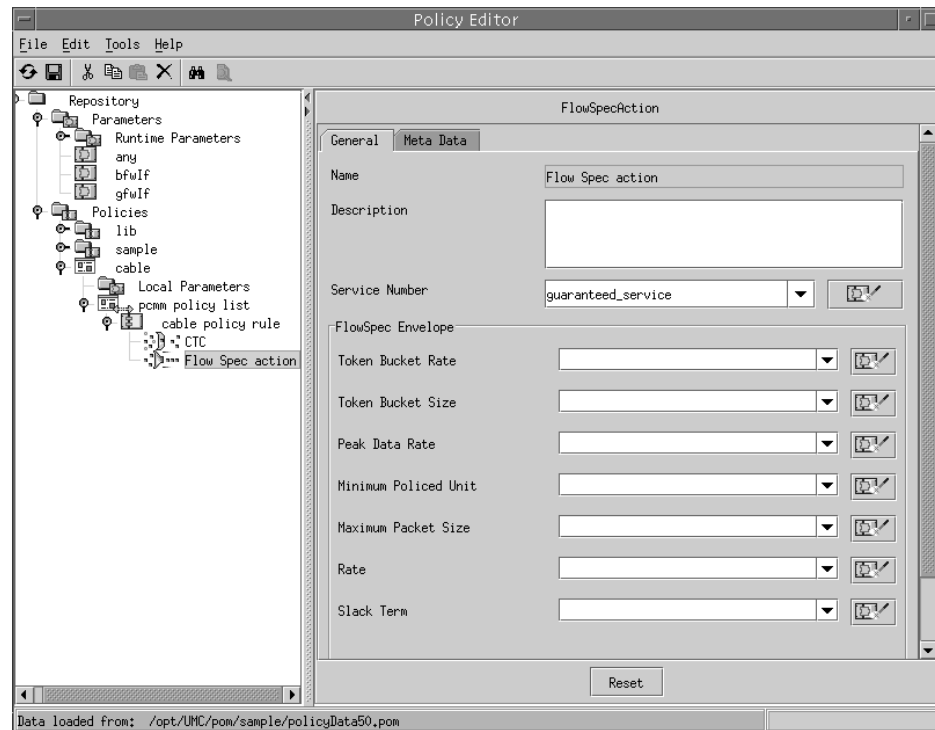 Policy Editor
File Edit Tools Help
Repository
Parameters
Runtime Parameters
any
bfwIf
gfwIf
Policies
lib
sample
cable
Local Parameters
pcmm policy list
cable policy rule
CTC
Flow Spec action
FlowSpecAction
General Meta Data
Name Flow Spec action
Description
Service Number guaranteed_service
FlowSpec Envelope
Token Bucket Rate
Token Bucket Size
Peak Data Rate
Minimum Policed Unit
Maximum Packet Size
Rate
Slack Term
Reset
Data loaded from: /opt/UMC/pom/sample/policyData50.pom